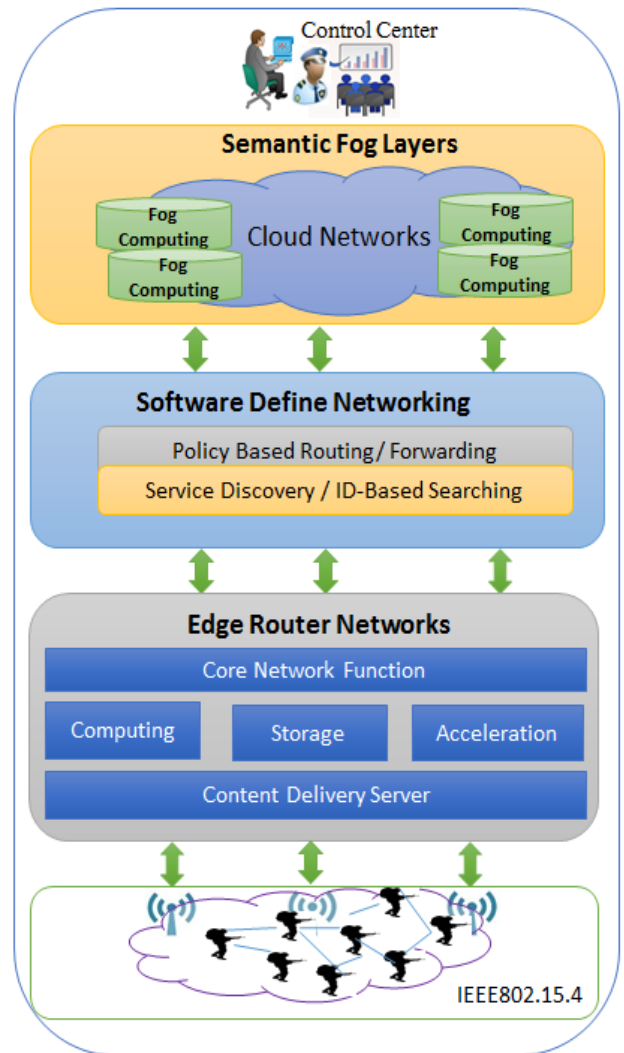 Control Center
Semantic Fog Layers
Fog
Computing
Fog
Computing
Cloud Networks
Fog
Computing
Fog
Computing
Software Define Networking
Policy Based Routing/ Forwarding
Service Discovery / ID-Based Searching
Edge Router Networks
Core Network Function
Computing
Storage
Acceleration
Content Delivery Server
IEEE802.15.4